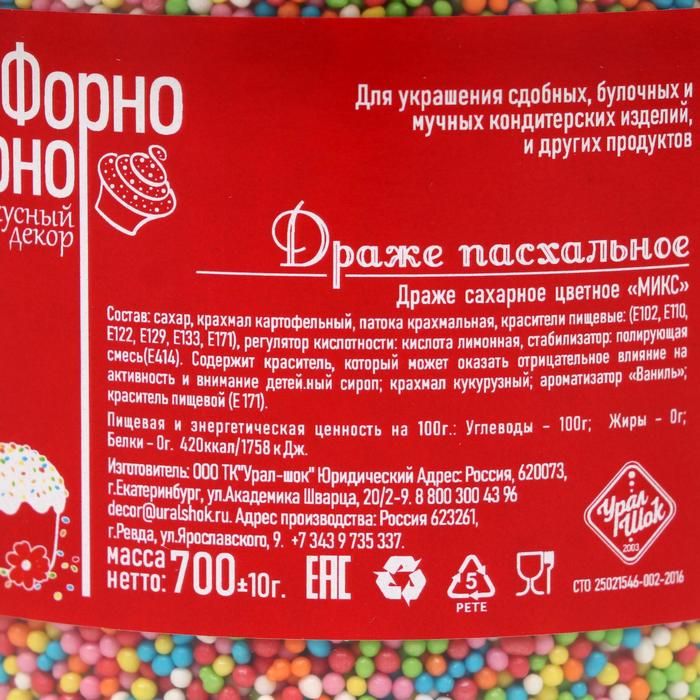 Форно
рно
кусный
декор
Для украшения сдобных, булочных и
мучных кондитерских изделий,
и других продуктов
Драже пасхальное
Драже сахарное цветное «МИКС»
Состав: сахар, крахмал картофельный, патока крахмальная, красители пищевые: (Е102, Е110,
Е122, Е129, Е133, Е171), регулятор кислотности: кислота лимонная, стабилизатор: полирующая
смесь(Е414). Содержит краситель, который может оказать отрицательное влияние на
активность и внимание детей.ный сироп; крахмал кукурузный; ароматизатор «Ваниль»;
краситель пищевой (Е 171).
Пищевая и энергетическая ценность на 100г.: Углеводы - 100г; Жиры - 0г;
Белки - 0г. 420ккал/1758 кДж.
Изготовитель: ООО ТК"Урал-шок" Юридический Адрес: Россия, 620073,
г.Екатеринбург, ул.Академика Шварца, 20/2-9. 8 800 300 43 96
decor@uralshok.ru. Адрес производства: Россия 623261,
г.Ревда, ул.Ярославского, 9. +7 343 9 735 337.
масса
нетто: 700±10г.
ЕАС
5
PETE
Урал
Шок
2003
СТО 25021546-002-2016